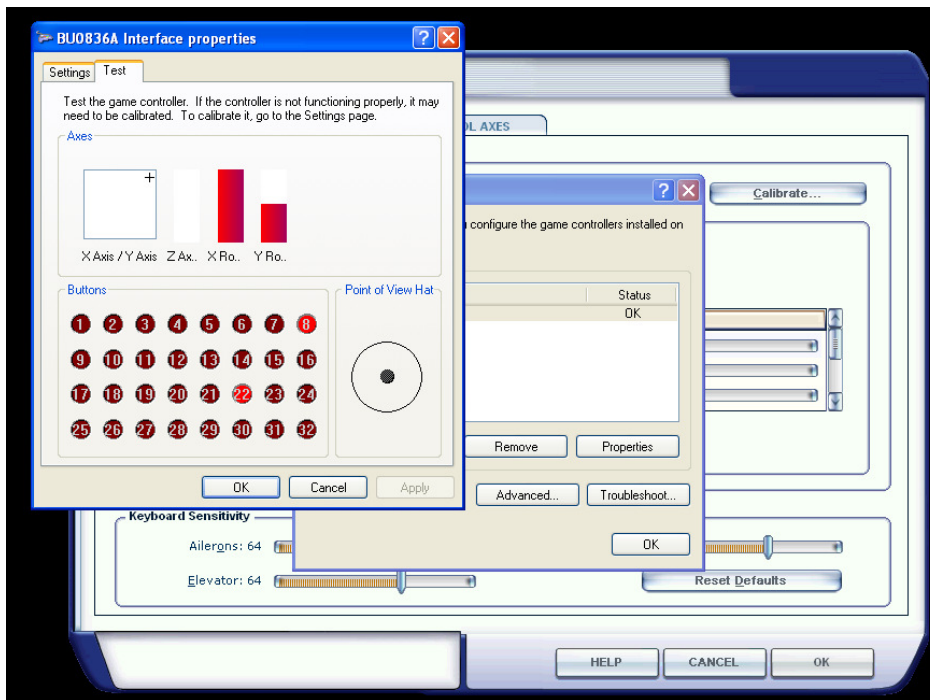 BU0836A Interface properties
Settings
Test
Test the game controller. If the controller is not functioning properly, it may
need to be calibrated. To calibrate it, go to the Settings page.
Axes
X Axis / Y Axis
Z Ax..
X Ro..
Y Ro..
Buttons
1 2 3 4 5 6 7 8
9 10 11 12 13 14 15 16
17 18 19 20 21 22 23 24
25 26 27 28 29 30 31 32
Point of View Hat
OK
Cancel
Apply
OL AXES
Calibrate...
configure the game controllers installed on
Status
OK
Remove
Properties
Advanced...
Troubleshoot...
OK
Keyboard Sensitivity
Ailerons: 64
Elevator: 64
Reset Defaults
HELP
CANCEL
OK